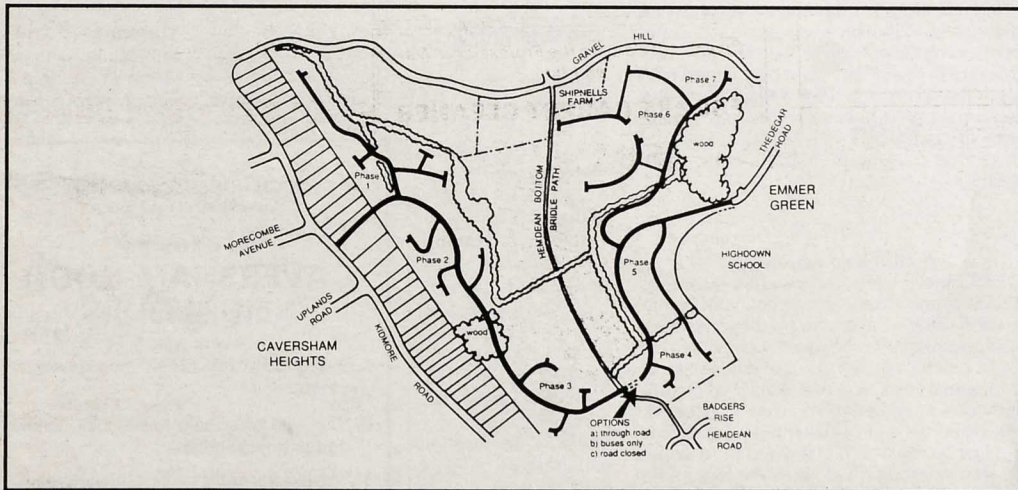 GRAVEL HILL
SHIPNELLS
FARM
Phase 7
Phase 6
wood
THEDEGAR
ROAD
EMMER
GREEN
Phase
1
HEMDEAN BOTTOM
BRIDLE PATH
MORECOMBE
AVENUE
Phase 2
Phase
5
HIGHDOWN
SCHOOL
UPLANDS
ROAD
KIDMORE
ROAD
wood
CAVERSHAM
HEIGHTS
Phase 3
Phase 4
OPTIONS
a) through road
b) buses only
c) road closed
BADGERS
RISE
HEMDEAN
ROAD